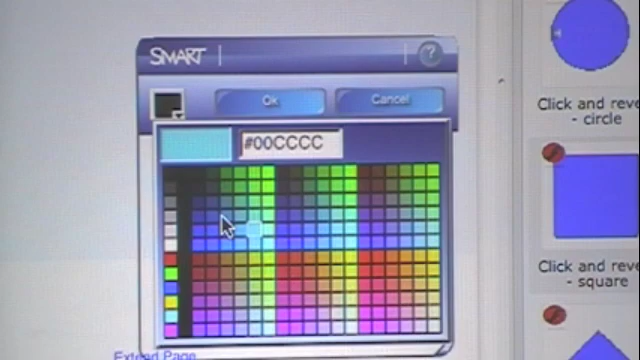 SMART
?
Ok
Cancel
#00CCCC
Click and reve
- circle
Click and reve
- square
Extend Page